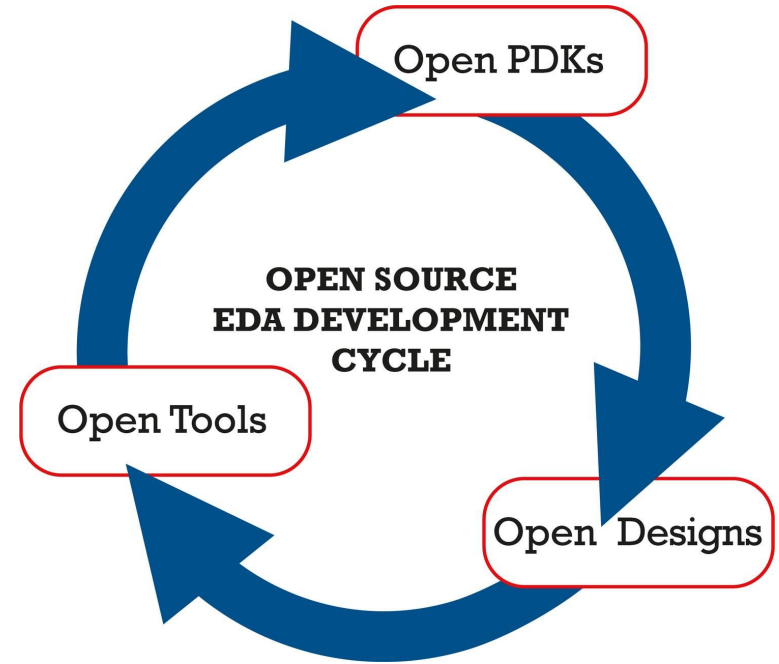 Open PDKs
OPEN SOURCE
EDA DEVELOPMENT
CYCLE
Open Tools
Open Designs